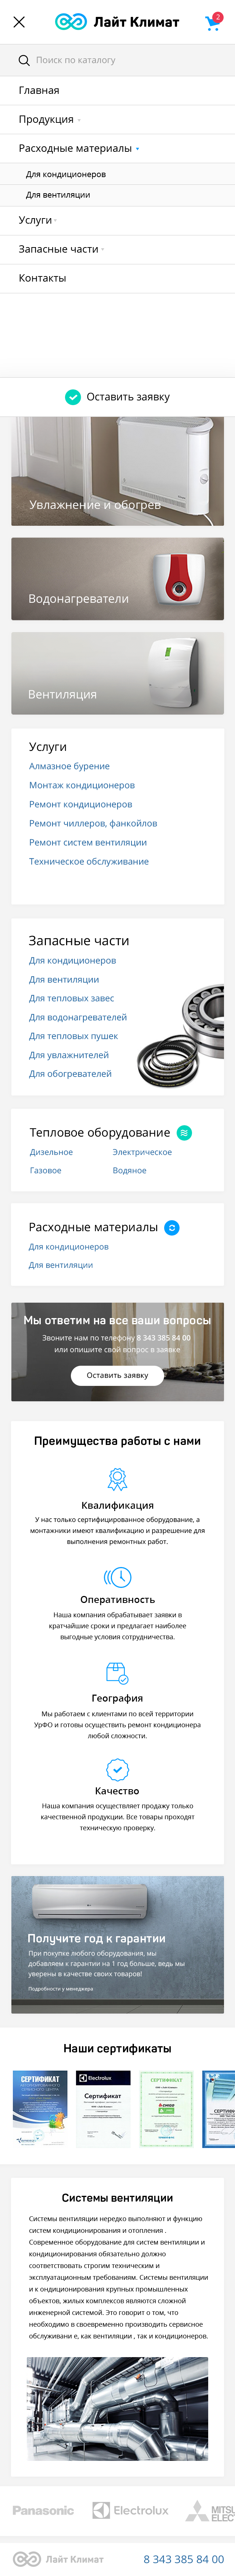 Лайт Климат
2
Поиск по каталогу
Главная
Продукция
Расходные материалы
Для кондиционеров
Для вентиляции
Услуги
Запасные части
Контакты
Оставить заявку
Увлажнение и обогрев
Водонагреватели
Вентиляция
Услуги
Алмазное бурение
Монтаж кондиционеров
Ремонт кондиционеров
Ремонт чиллеров, фанкойлов
Ремонт систем вентиляции
Техническое обслуживание
Запасные части
Для кондиционеров
Для вентиляции
Для тепловых завес
Для водонагревателей
Для тепловых пушек
Для увлажнителей
Для обогревателей
Тепловое оборудование
Дизельное Электрическое
Газовое Водяное
Расходные материалы
Для кондиционеров
Для вентиляции
Мы ответим на все ваши вопросы
Звоните нам по телефону 8 343 385 84 00
или опишите свой вопрос в заявке
Оставить заявку
Преимущества работы с нами
Квалификация
У нас только сертифицированное оборудование, а
монтажники имеют квалификацию и разрешение для
выполнения ремонтных работ.
Оперативность
Наша компания обрабатывает заявки в
кратчайшие сроки и предлагает наиболее
выгодные условия сотрудничества.
География
Мы работаем с клиентами по всей территории
УрФО и готовы осуществить ремонт кондиционера
любой сложности.
Качество
Наша компания осуществляет продажу только
качественной продукции. Все товары проходят
техническую проверку.
Получите год к гарантии
При покупке любого оборудования, мы
добавляем к гарантии на 1 год больше, ведь мы
уверены в качестве своих товаров!
Подробности у менеджера
Наши сертификаты
СЕРТИФИКАТ
Electrolux
Сертификат
СЕРТИФИКАТ
Системы вентиляции
Системы вентиляции нередко выполняют и функцию
систем кондиционирования и отопления .
Современное оборудование для систем вентиляции и
кондиционирования обязательно должно
соответствовать строгим техническим и
эксплуатационным требованиям. Системы вентиляции
и к ондиционирования крупных промышленных
объектов, жилых комплексов являются сложной
инженерной системой. Это говорит о том, что
необходимо в своевременно производить сервисное
обслуживани е, как вентиляции , так и кондиционеров.
Panasonic Electrolux MITSU
ELEC
Лайт Климат 8 343 385 84 00